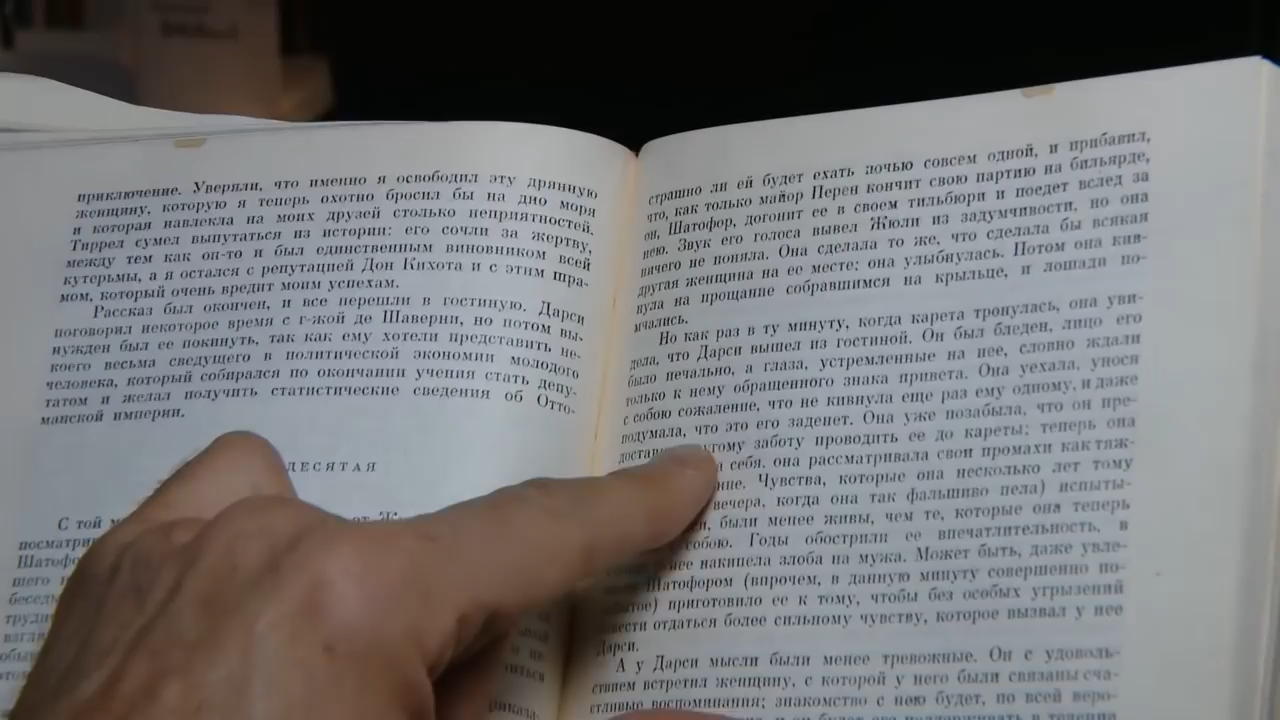 приключение. Уверяли, что именно я освободил эту дрянную
женщину, которую я теперь охотно бросил бы на дно моря
и которая навлекла на моих друзей столько неприятностей.
Тиррел сумел выпутаться из истории: его сочли за жертву,
между тем как он-то и был единственным виновником всей
кутерьмы, а я остался с репутацией Дон Кихота и с этим шра-
мом, который очень вредит моим успехам.
Рассказ был окончен, и все перешли в гостиную. Дарси
поговорил некоторое время с г-жой де Шаверни, но потом вы-
нужден был ее покинуть, так как ему хотели представить не-
коего весьма сведущего в политической экономии молодого
человека, который собирался по окончании учения стать депу-
татом и желал получить статистические сведения об Отто-
манской империи.
ДЕСЯТАЯ
С той
посматри
Шатофо
шего
бесед
трудн
взгля
обы
страшно ли ей будет ехать ночью совсем одной, и прибавил,
что, как только майор Перен кончит свою партию на бильярде,
он, Шатофор, догонит ее в своем тильбюри и поедет вслед за
нею. Звук его голоса вывел Жюли из задумчивости, но она
ничего не поняла. Она сделала то же, что сделала бы всякая
другая женщина на ее месте: она улыбнулась. Потом она кив-
нула на прощание собравшимся на крыльце, и лошади по-
мчались.
Но как раз в ту минуту, когда карета тронулась, она уви-
дела, что Дарси вышел из гостиной. Он был бледен, лицо его
было печально, а глаза, устремленные на нее, словно ждали
только к нему обращенного знака привета. Она уехала, унося
с собою сожаление, что не кивнула еще раз ему одному, и даже
подумала, что это его заденет. Она уже позабыла, что он пре-
достав другому заботу проводить ее до кареты; теперь она
себя, она рассматривала свои промахи как тяж-
ние. Чувства, которые она несколько лет тому
вечера, когда она так фальшиво пела) испыты-
были менее живы, чем те, которые она теперь
собою. Годы обострили ее впечатлительность, в
нее накипела злоба на мужа. Может быть, даже увле-
Шатофором (впрочем, в данную минуту совершенно по-
тое) приготовило ее к тому, чтобы без особых угрызений
вести отдаться более сильному чувству, которое вызвал у нее
Дарси.
А у Дарси мысли были менее тревожные. Он с удоволь-
ствием встретил женщину, с которой у него были связаны сча-
стливые воспоминания; знакомство с нею будет, по всей веро-